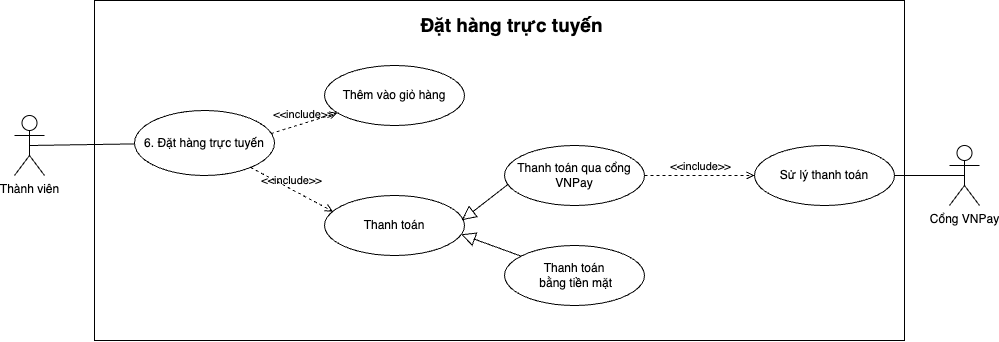 Đặt hàng trực tuyến
Thêm vào giỏ hàng
<<include>>
6. Đặt hàng trực tuyến
Thành viên
<<include>>
Thanh toán
Thanh toán qua cổng
VNPay
<<include>>
Sử lý thanh toán
Cổng VNPay
Thanh toán
bằng tiền mặt